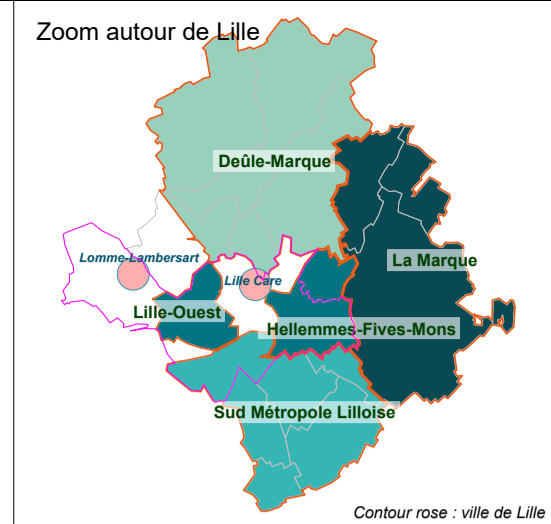 Zoom autour de Lille
Deûle-Marque
La Marque
Lomme-Lambersart
Lille Care
Lille-Ouest
Hellemmes-Fives-Mons
Sud Métropole Lilloise
Contour rose : ville de Lille